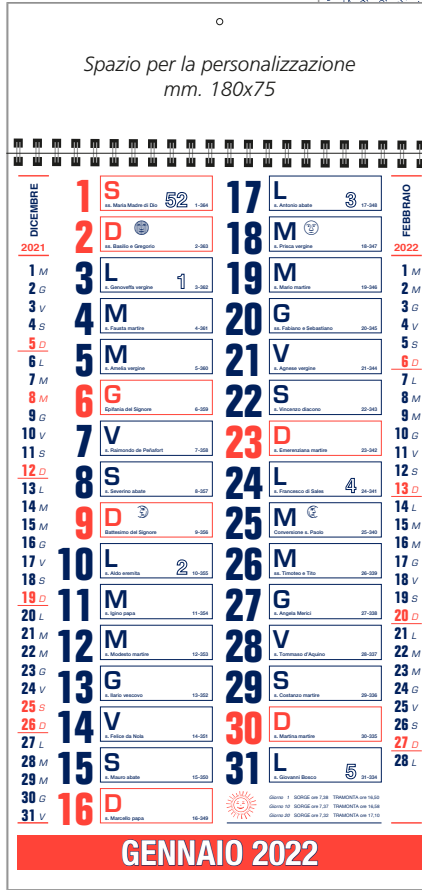 Spazio per la personalizzazione
mm. 180x75
DICEMBRE
2021
1 M
2 G
3 V
4 S
5 D
6 L
7 M
8 M
9 G
10 V
11 S
12 D
13 L
14 M
15 M
16 G
17 V
18 S
19 D
20 L
21 M
22 M
23 G
24 V
25 S
26 D
27 L
28 M
29 M
30 G
31 V
1 S 52
ss. Maria Madre di Dio 1-364
2 D
ss. Basilio e Gregorio 2-363
3 L 1
s. Genoveffa vergine 3-362
4 M
s. Fausta martire 4-361
5 M
s. Amelia vergine 5-360
6 G
Epifania del Signore 6-359
7 V
s. Raimondo de Peñafort 7-358
8 S
s. Severino abate 8-357
9 D
Battesimo del Signore 9-356
10 L 2
s. Aldo eremita 10-355
11 M
s. Igino papa 11-354
12 M
s. Modesto martire 12-353
13 G
s. Ilario vescovo 13-352
14 V
s. Felice da Nola 14-351
15 S
s. Mauro abate 15-350
16 D
s. Marcello papa 16-349
17 L 3
s. Antonio abate 17-348
18 M
s. Prisca vergine 18-347
19 M
s. Mario martire 19-346
20 G
ss. Fabiano e Sebastiano 20-345
21 V
s. Agnese vergine 21-344
22 S
s. Vincenzo diacono 22-343
23 D
s. Emerenziana martire 23-342
24 L 4
s. Francesco di Sales 24-341
25 M
Conversione s. Paolo 25-340
26 M
ss. Timoteo e Tito 26-339
27 G
s. Angela Merici 27-338
28 V
s. Tommaso d'Aquino 28-337
29 S
s. Costanzo martire 29-336
30 D
s. Martina martire 30-335
31 L 5
s. Giovanni Bosco 31-334
Giorno 1 SORGE ore 7,39 TRAMONTA ore 16,50
Giorno 10 SORGE ore 7,37 TRAMONTA ore 16,58
Giorno 20 SORGE ore 7,32 TRAMONTA ore 17,10
FEBBRAIO
2022
1 M
2 M
3 G
4 V
5 S
6 D
7 L
8 M
9 M
10 G
11 V
12 S
13 D
14 L
15 M
16 M
17 G
18 V
19 S
20 D
21 L
22 M
23 M
24 G
25 V
26 S
27 D
28 L
GENNAIO 2022